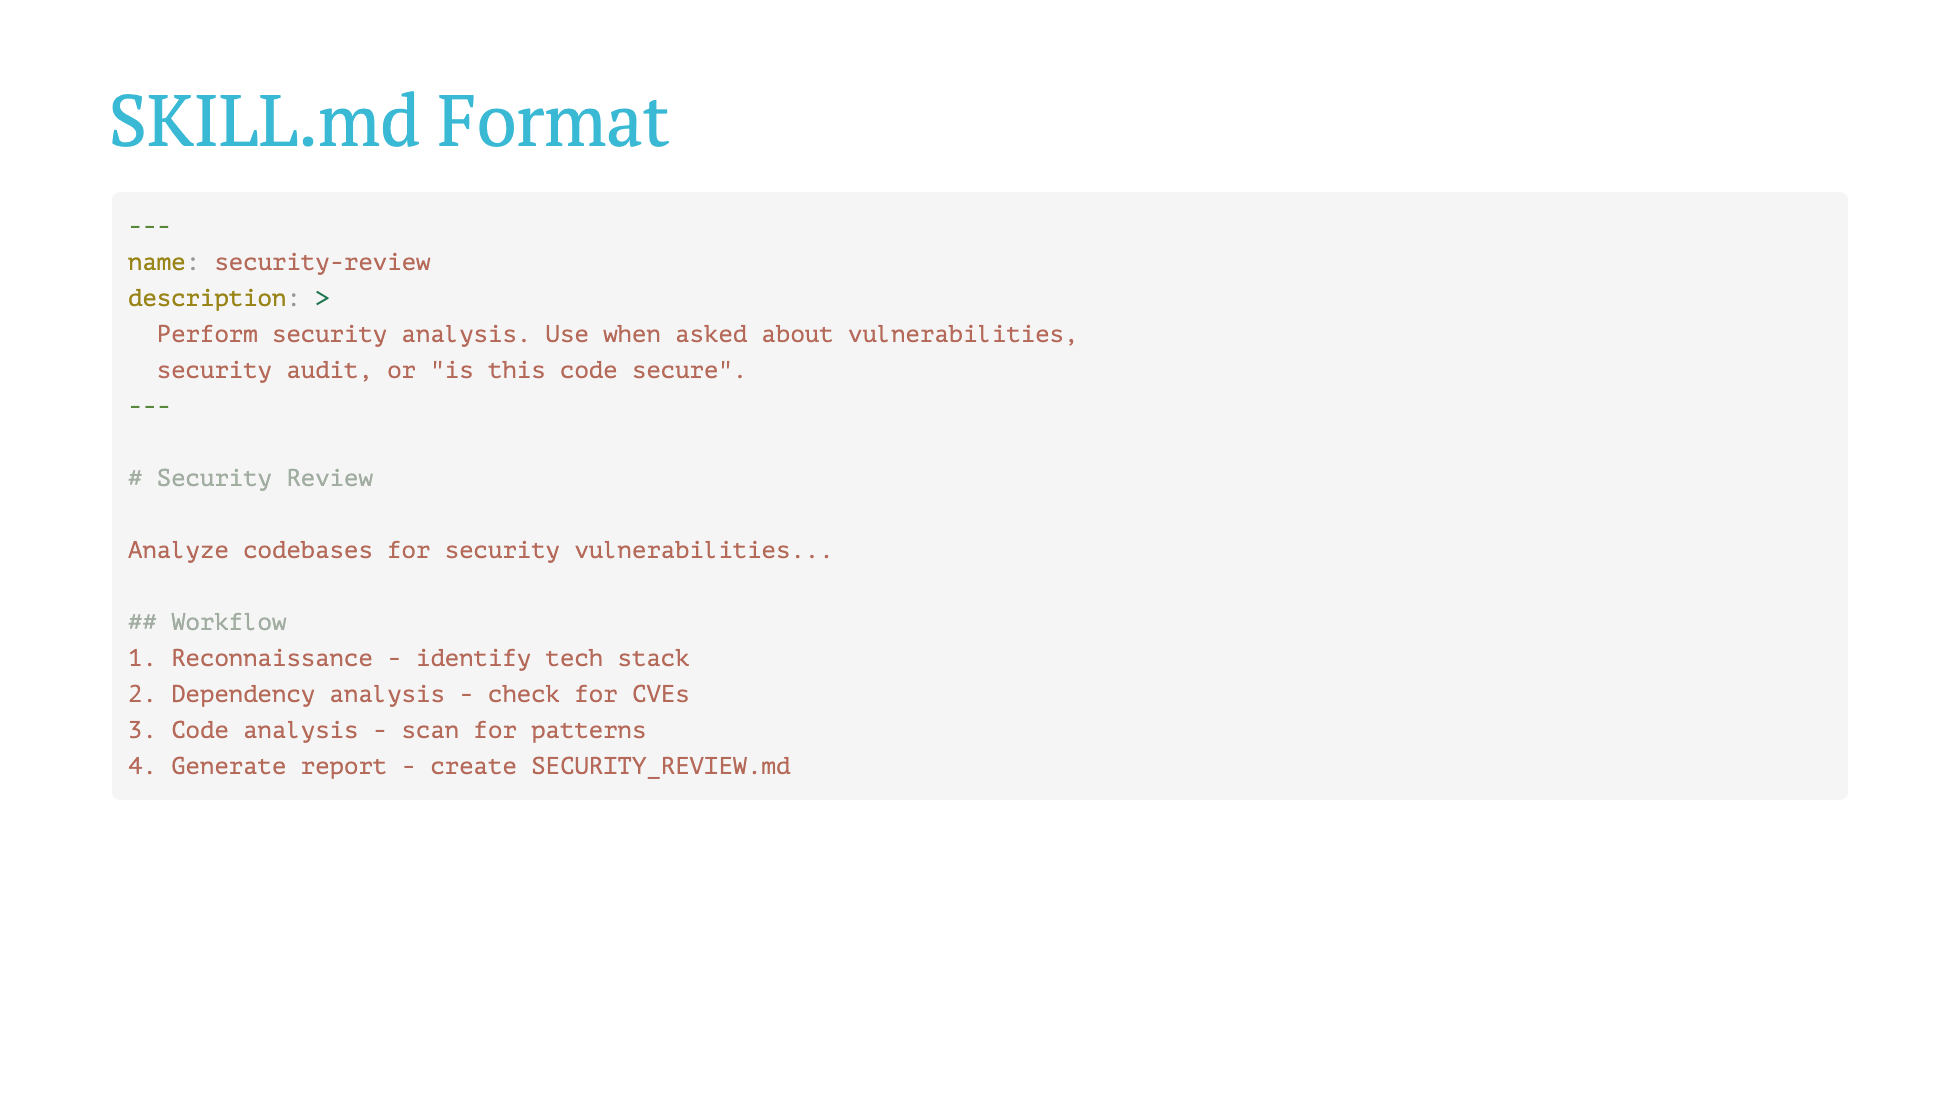 SKILL.md Format
---
name: security-review
description: >
  Perform security analysis. Use when asked about vulnerabilities,
  security audit, or "is this code secure".
---

# Security Review

Analyze codebases for security vulnerabilities...

## Workflow
1. Reconnaissance - identify tech stack
2. Dependency analysis - check for CVEs
3. Code analysis - scan for patterns
4. Generate report - create SECURITY_REVIEW.md